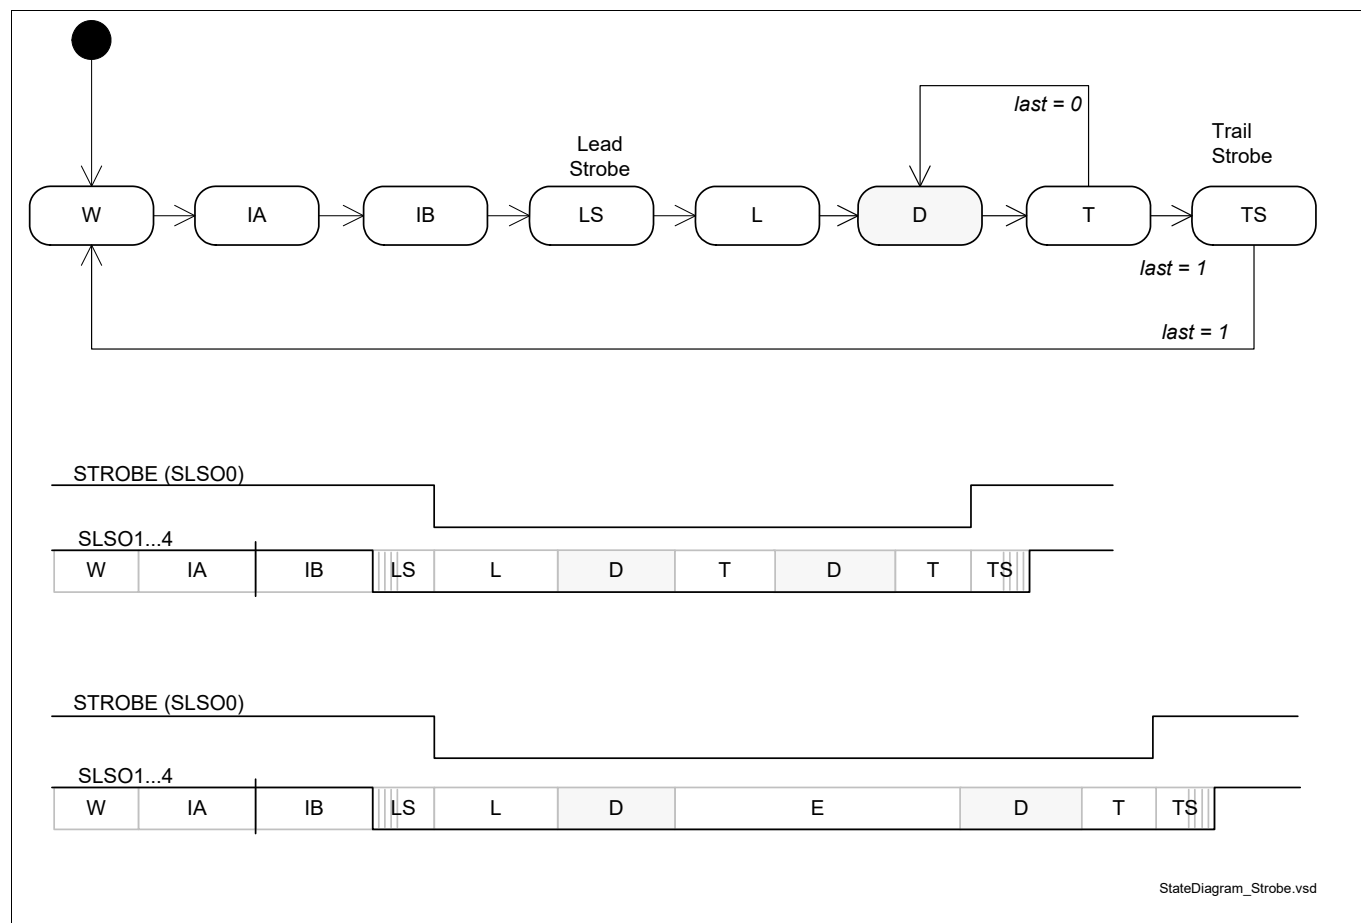 last = 0
Lead
Strobe
Trail
Strobe
W IA IB LS L D T TS
last = 1
last = 1
STROBE (SLSO0)
SLSO1...4
W IA IB LS L D T D T TS
STROBE (SLSO0)
SLSO1...4
W IA IB LS L D E D T TS
StateDiagram_Strobe.vsd